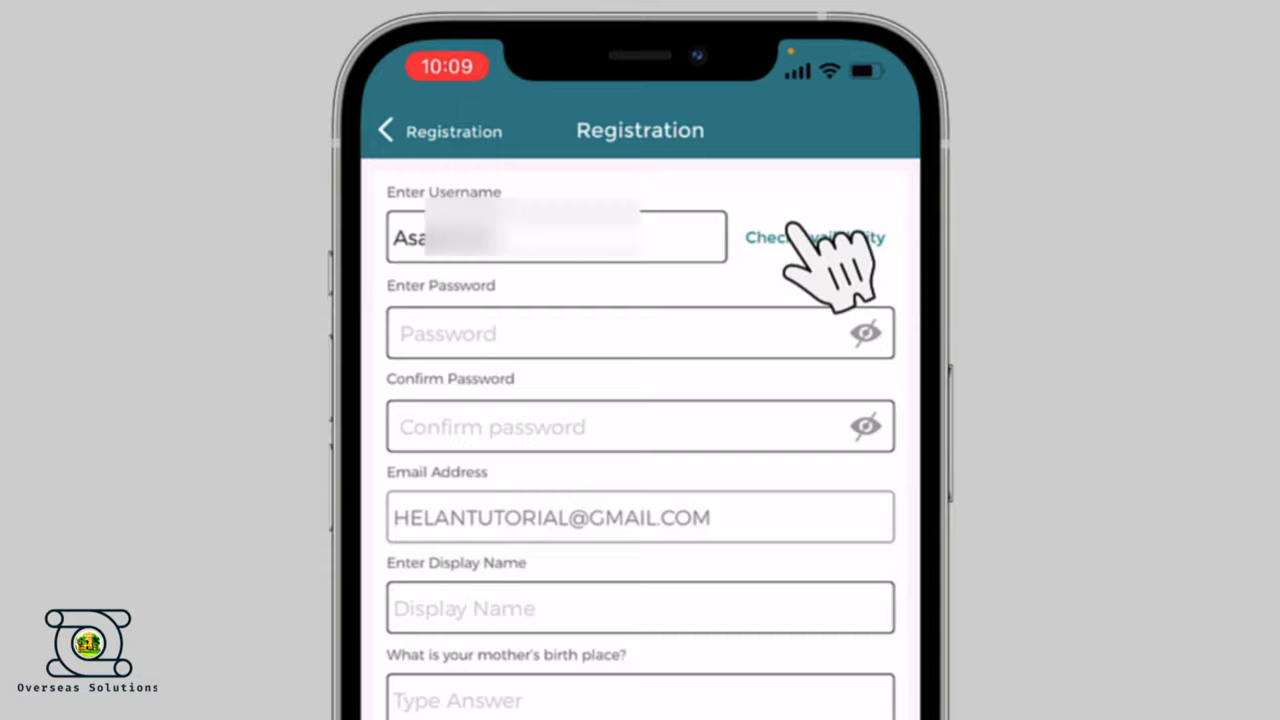 10:09
Registration
Registration
Enter Username
Asa
Enter Password
Password
Confirm Password
Confirm password
Email Address
HELANTUTORIAL@GMAIL.COM
Enter Display Name
Display Name
What is your mother's birth place?
Type Answer
Overseas Solutions